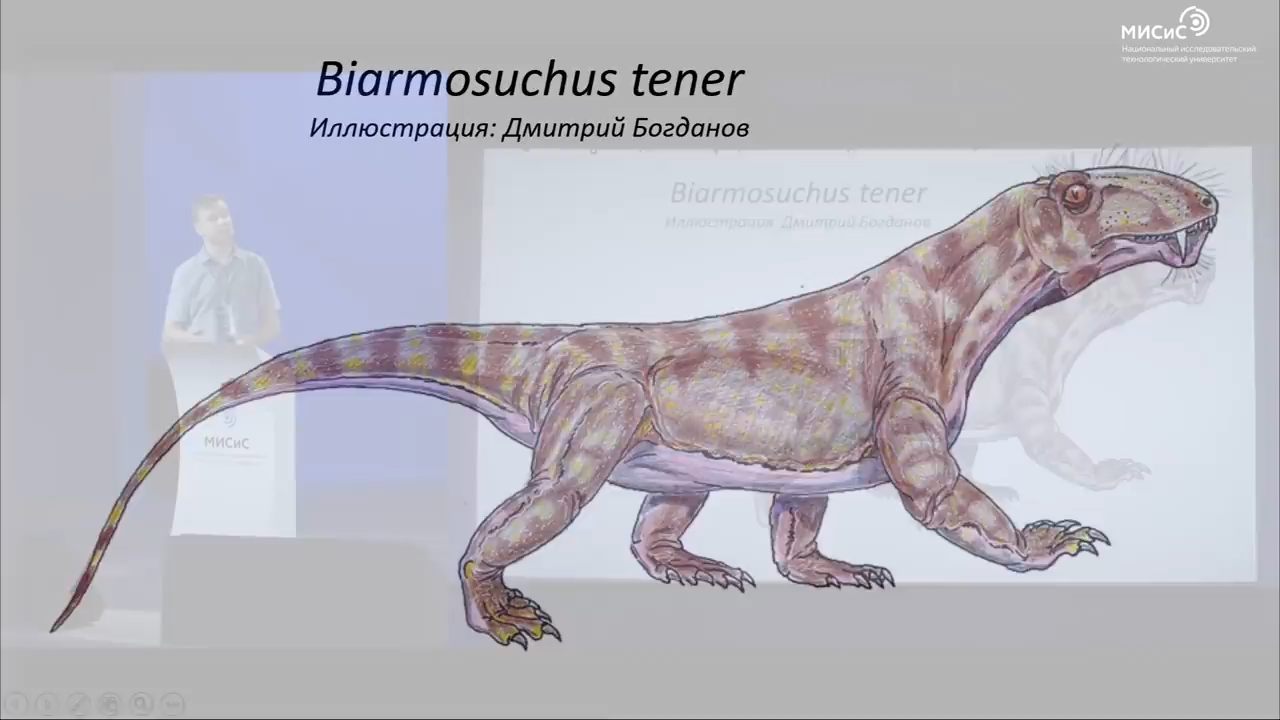 МИСиС
Национальный исследовательский
технологический университет
Biarmosuchus tener
Иллюстрация: Дмитрий Богданов
Biarmosuchus tener
Иллюстрация: Дмитрий Богданов
МИСиС